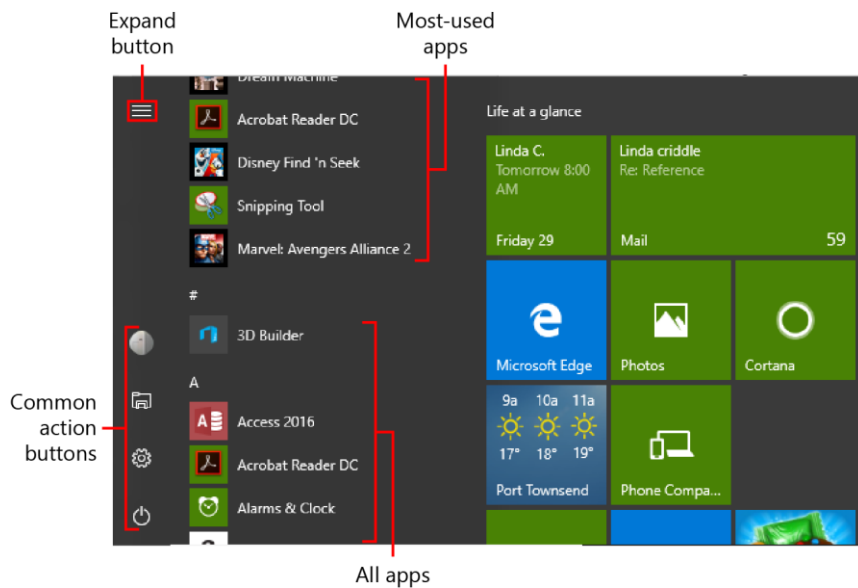 Expand
button
Most-used
apps
Dream Machine
Acrobat Reader DC
Disney Find 'n Seek
Snipping Tool
Marvel: Avengers Alliance 2
#
3D Builder
A
Access 2016
Acrobat Reader DC
Alarms & Clock
Common
action
buttons
All apps
Life at a glance
Linda C.
Tomorrow 8:00
AM
Friday 29
Linda criddle
Re: Reference
Mail 59
Microsoft Edge
Photos
Cortana
9a 10a 11a
17° 18° 19°
Port Townsend
Phone Compa...